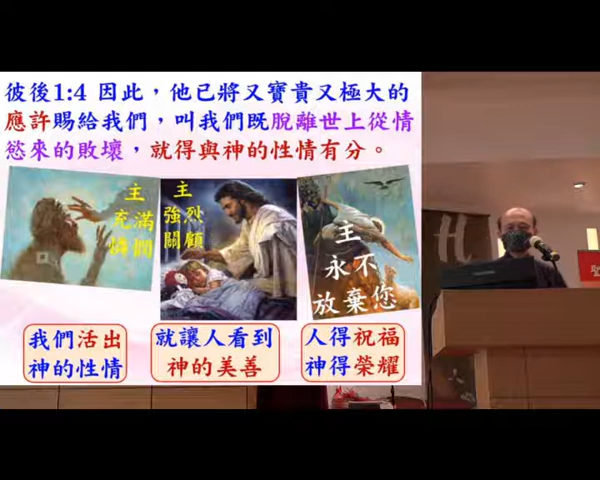 彼後1:4 因此，他已將又寶貴又極大的
應許賜給我們，叫我們既脫離世上從情
慾來的敗壞，就得與神的性情有分。
主
充滿
憐憫
主
強烈
關顧
主
永不
放棄您
我們活出
神的性情
就讓人看到
神的美善
人得祝福
神得榮耀